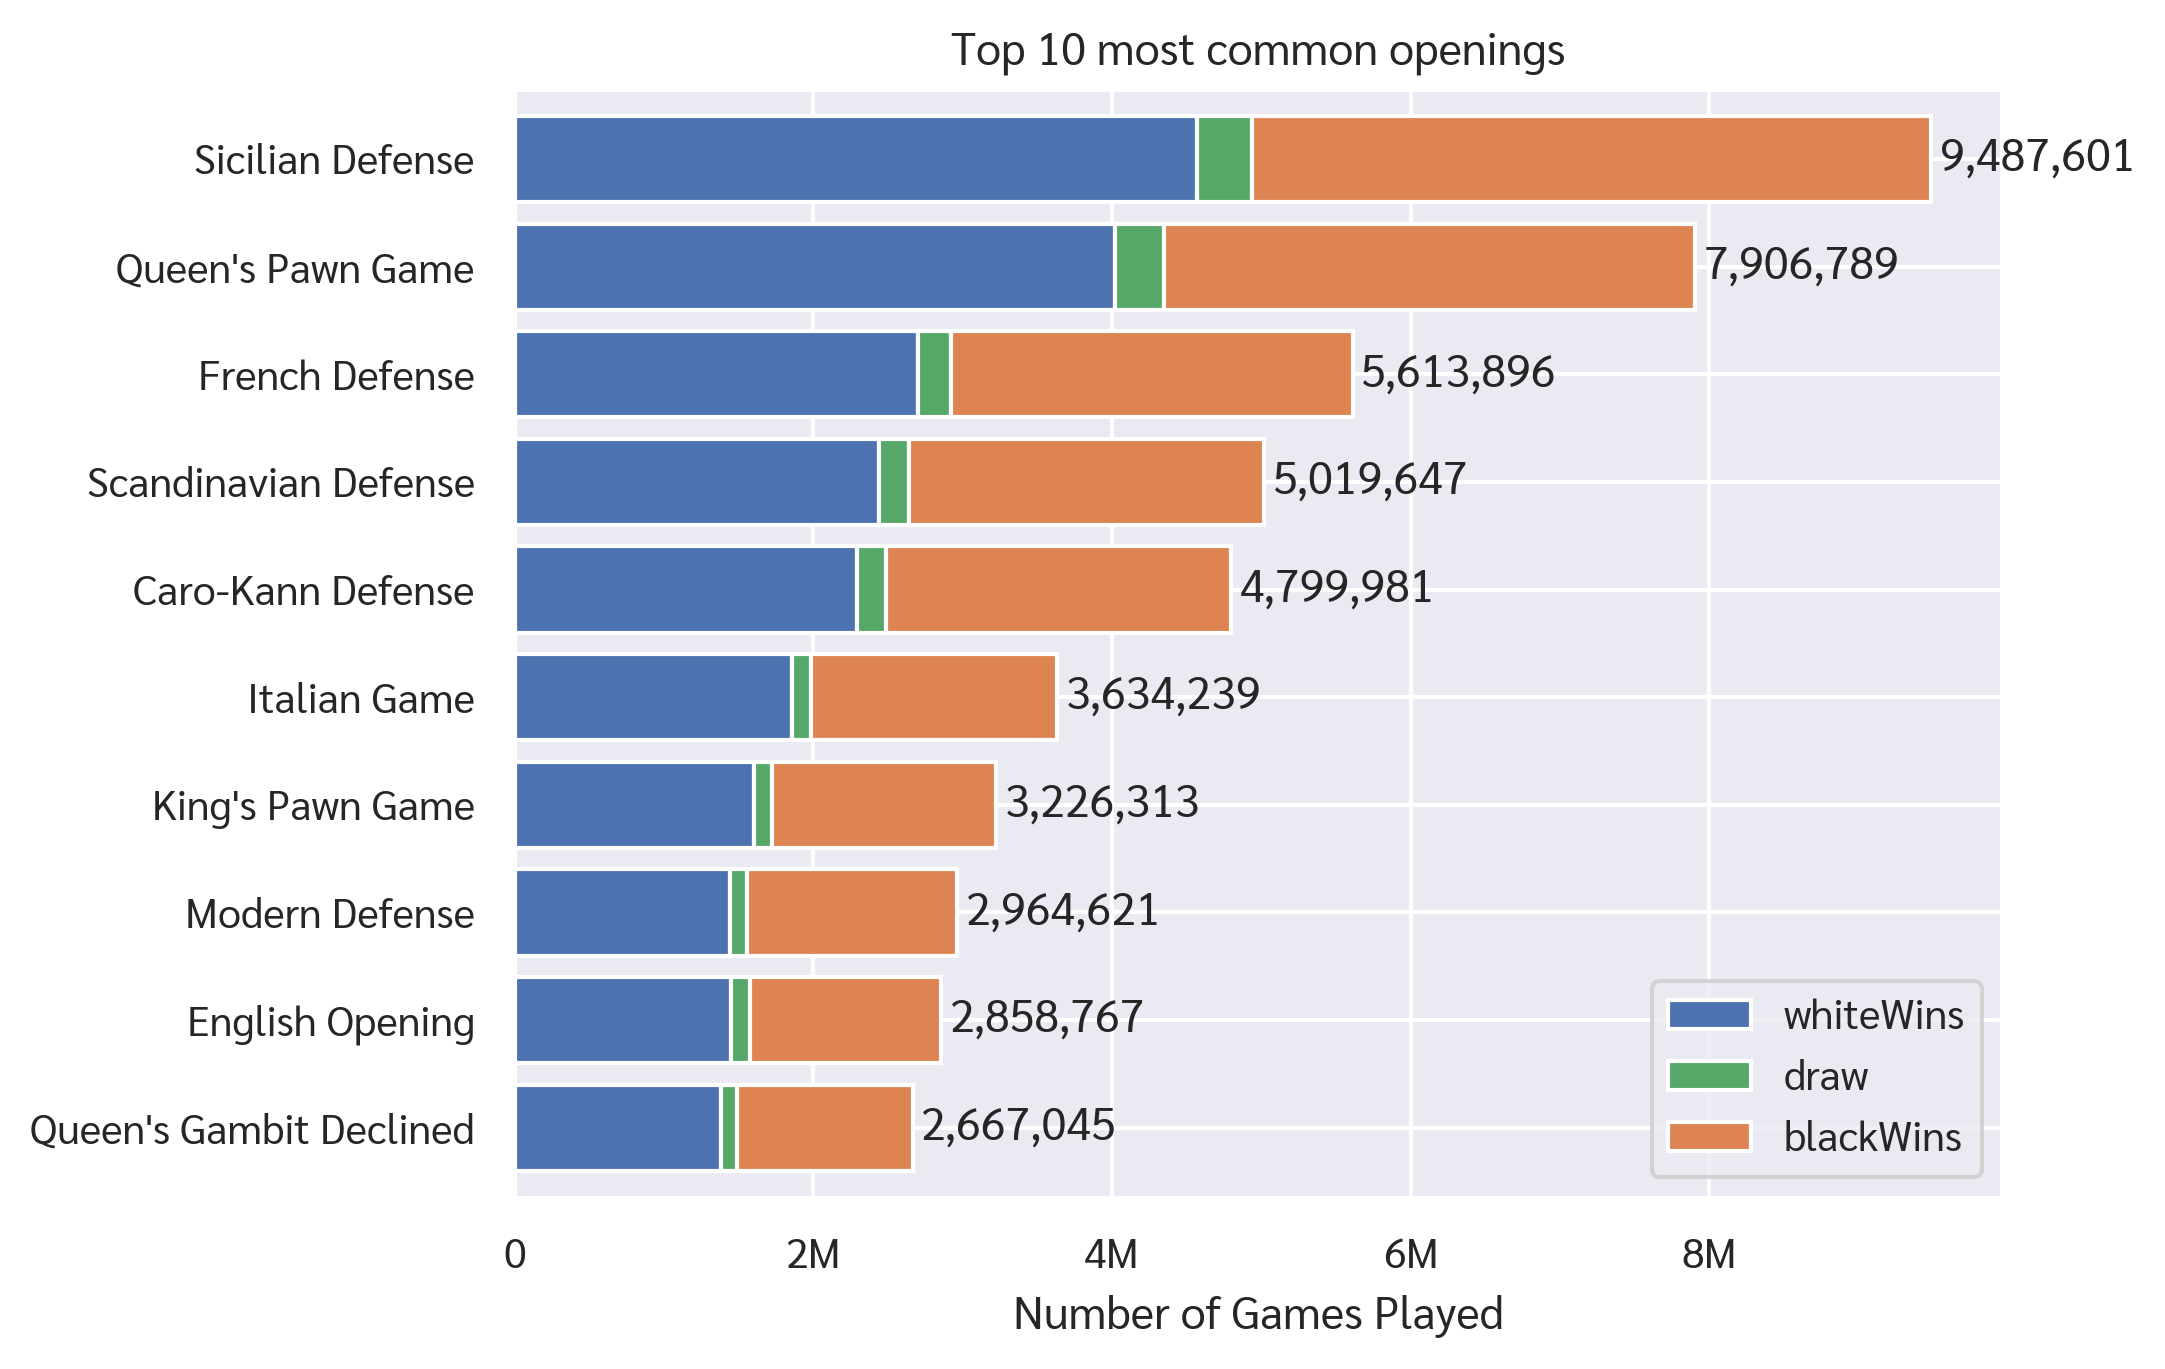 Top 10 most common openings
Sicilian Defense
9,487,601
Queen's Pawn Game
7,906,789
French Defense
5,613,896
Scandinavian Defense
5,019,647
Caro-Kann Defense
4,799,981
Italian Game
3,634,239
King's Pawn Game
3,226,313
Modern Defense
2,964,621
English Opening
2,858,767
Queen's Gambit Declined
2,667,045
whiteWins
draw
blackWins
0 2M 4M 6M 8M
Number of Games Played